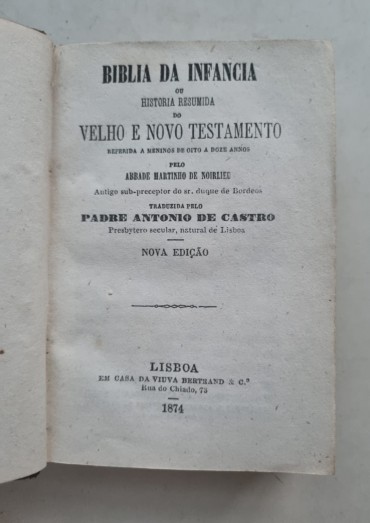 BIBLIA DA INFANCIA
OU
HISTORIA RESUMIDA
DO
VELHO E NOVO TESTAMENTO
REFERIDA A MENINOS DE OITO A DOZE ANNOS
PELO
ABBADE MARTINHO DE NOIRLIEU
Antigo sub-preceptor do sr. duque de Bordeos
TRADUZIDA PELO
PADRE ANTONIO DE CASTRO
Presbytero secular, natural de Lisboa
NOVA EDIÇÃO
LISBOA
EM CASA DA VIUVA BERTRAND & C.ª
Rua do Chiado, 75
1874